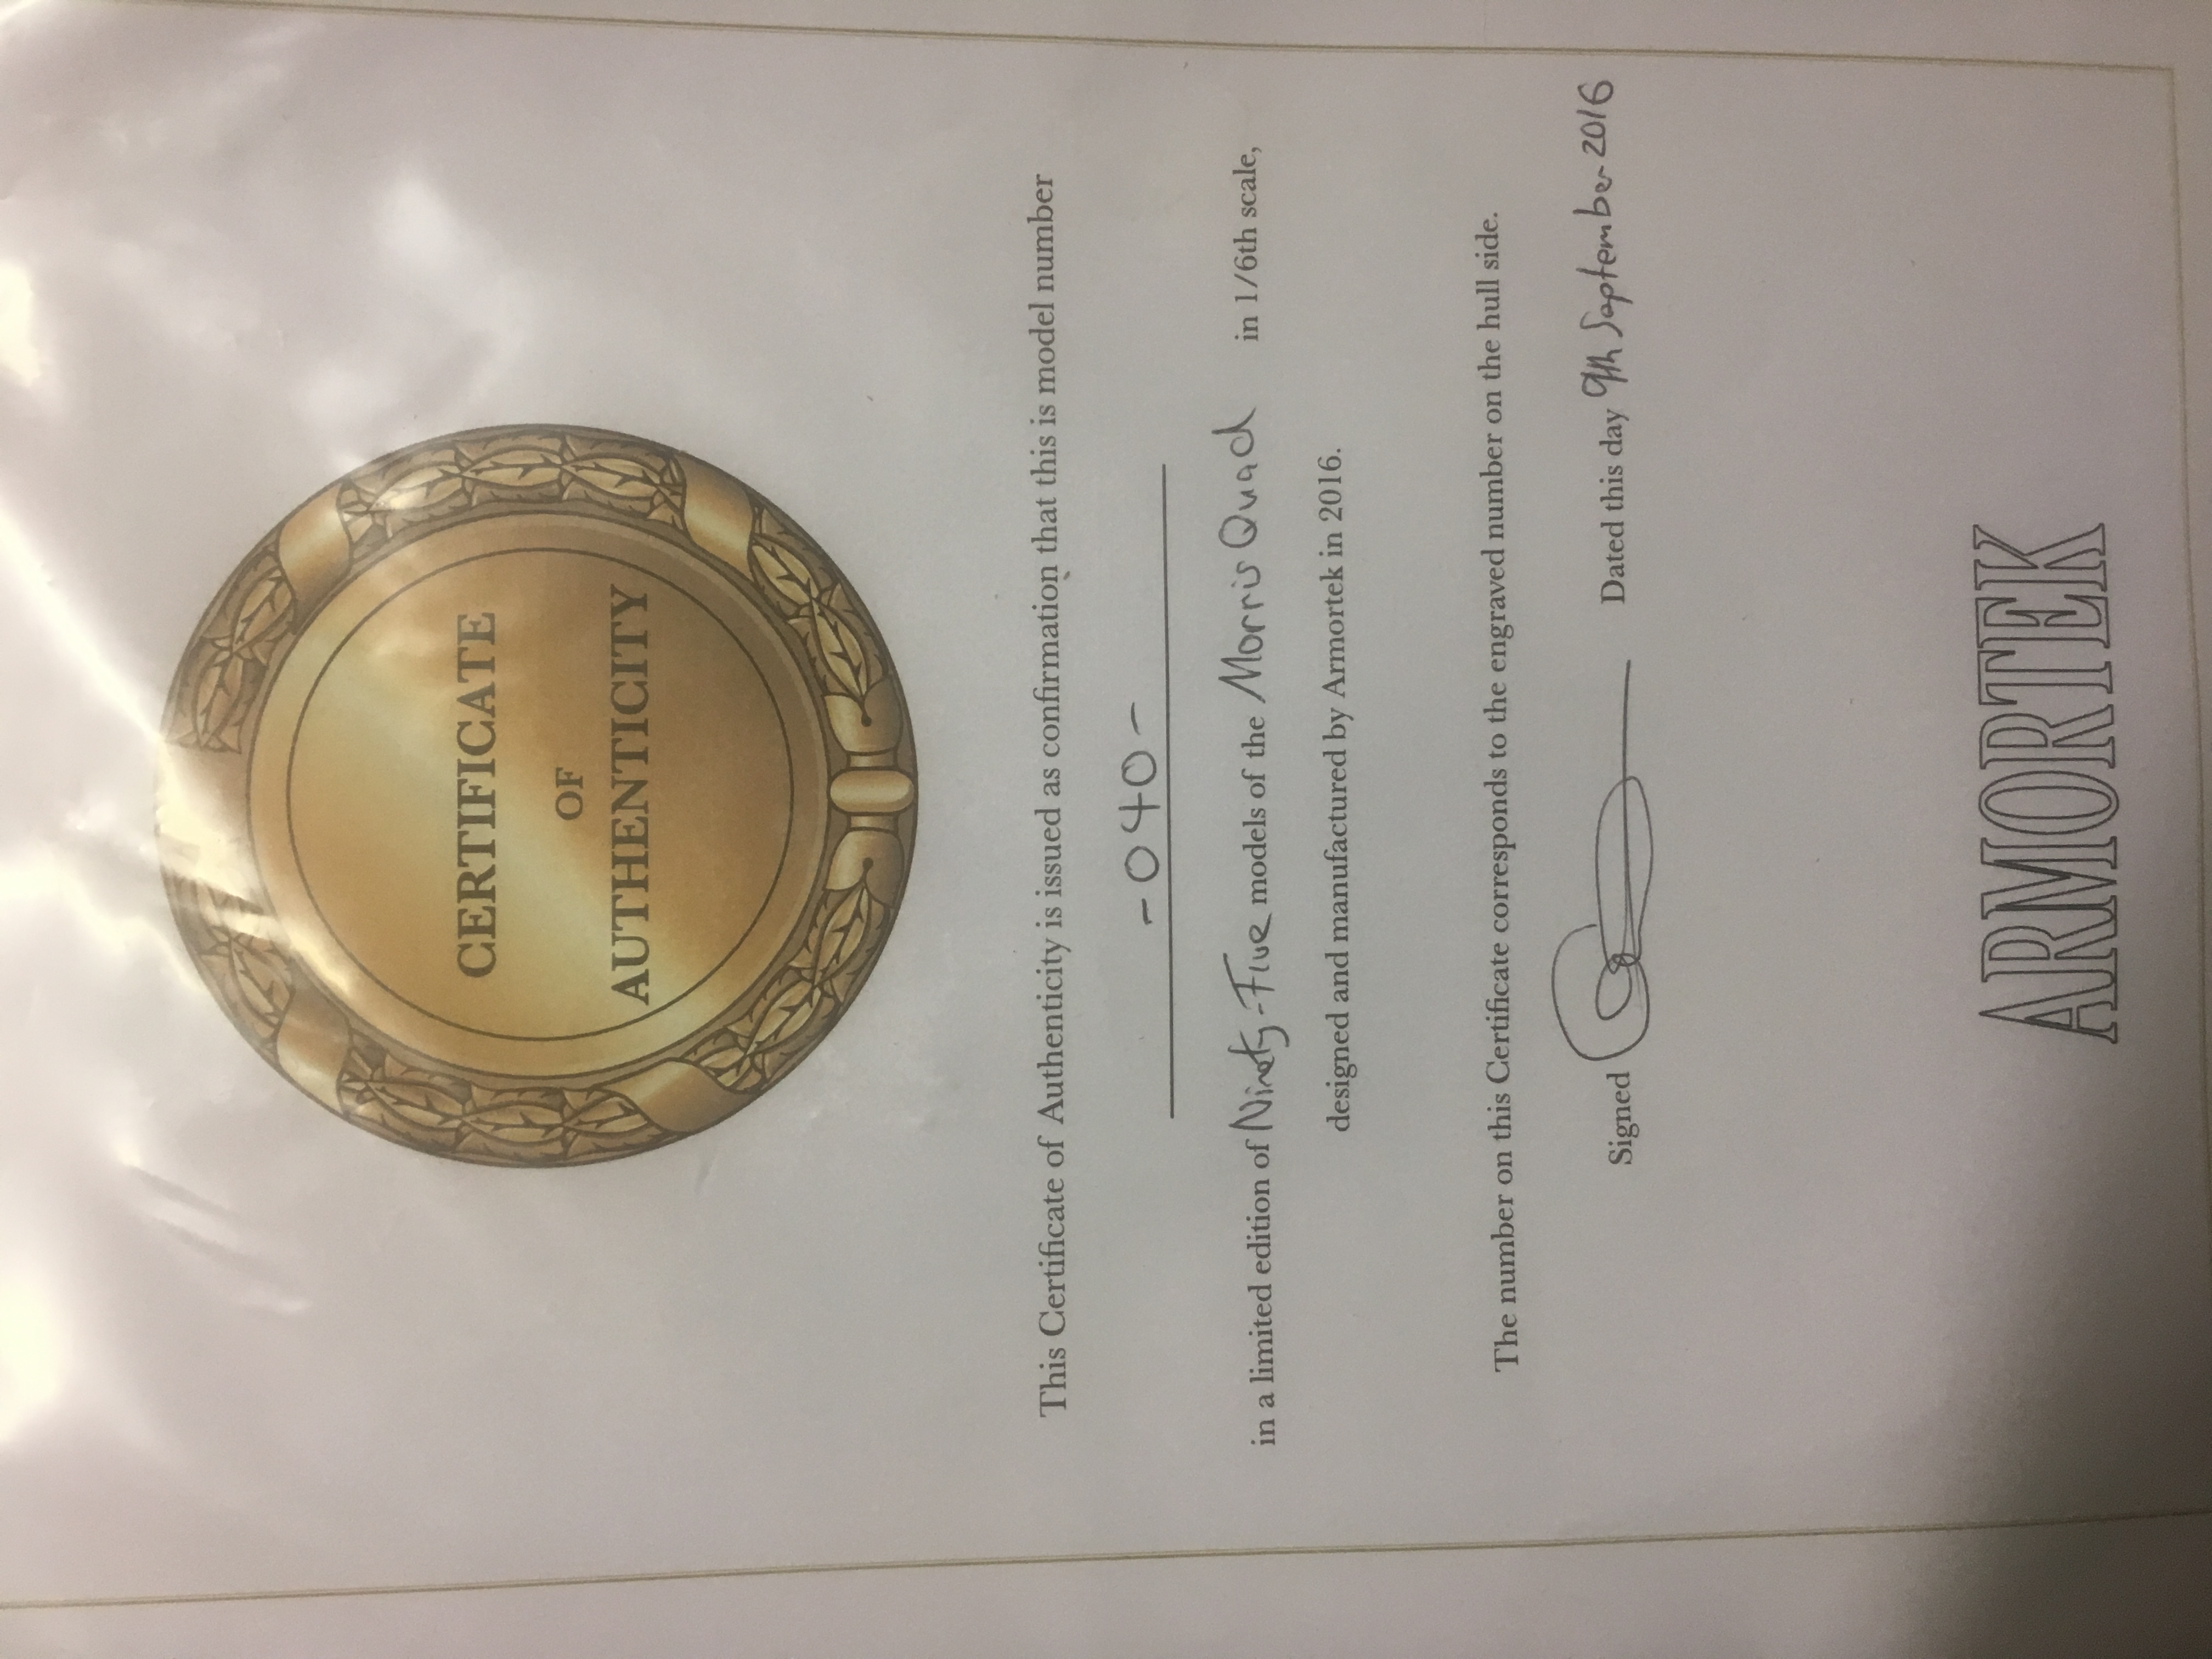 CERTIFICATE
OF
AUTHENTICITY
This Certificate of Authenticity is issued as confirmation that this is model number
- 040 -
in a limited edition of Ninety-Five models of the Morris Quad in 1/6th scale,
designed and manufactured by Armortek in 2016.
The number on this Certificate corresponds to the engraved number on the hull side.
Signed Dated this day 9th September 2016
ARMORTEK